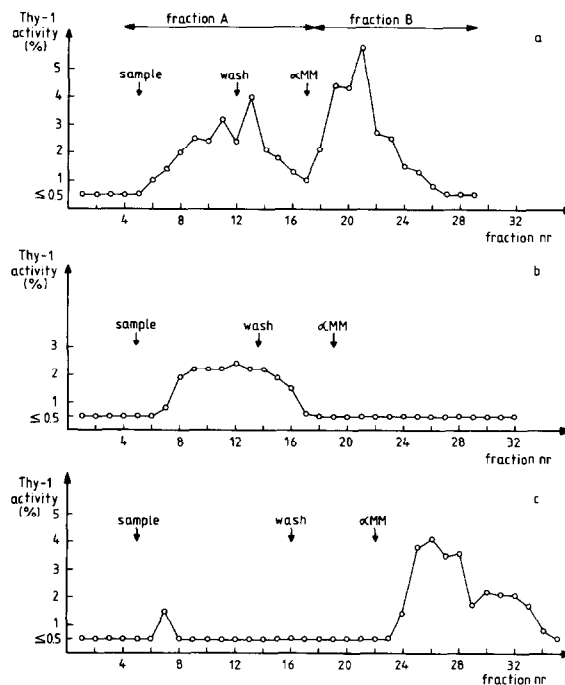 Thy-1
activity
(%)
fraction A
fraction B
a
sample
wash
αMM
5
4
3
2
1
≤0.5
4
8
12
16
20
24
28
32
fraction nr
Thy-1
activity
(%)
b
sample
wash
αMM
3
2
1
≤0.5
4
8
12
16
20
24
28
32
fraction nr
Thy-1
activity
(%)
c
sample
wash
αMM
5
4
3
2
1
≤0.5
4
8
12
16
20
24
28
32
fraction nr